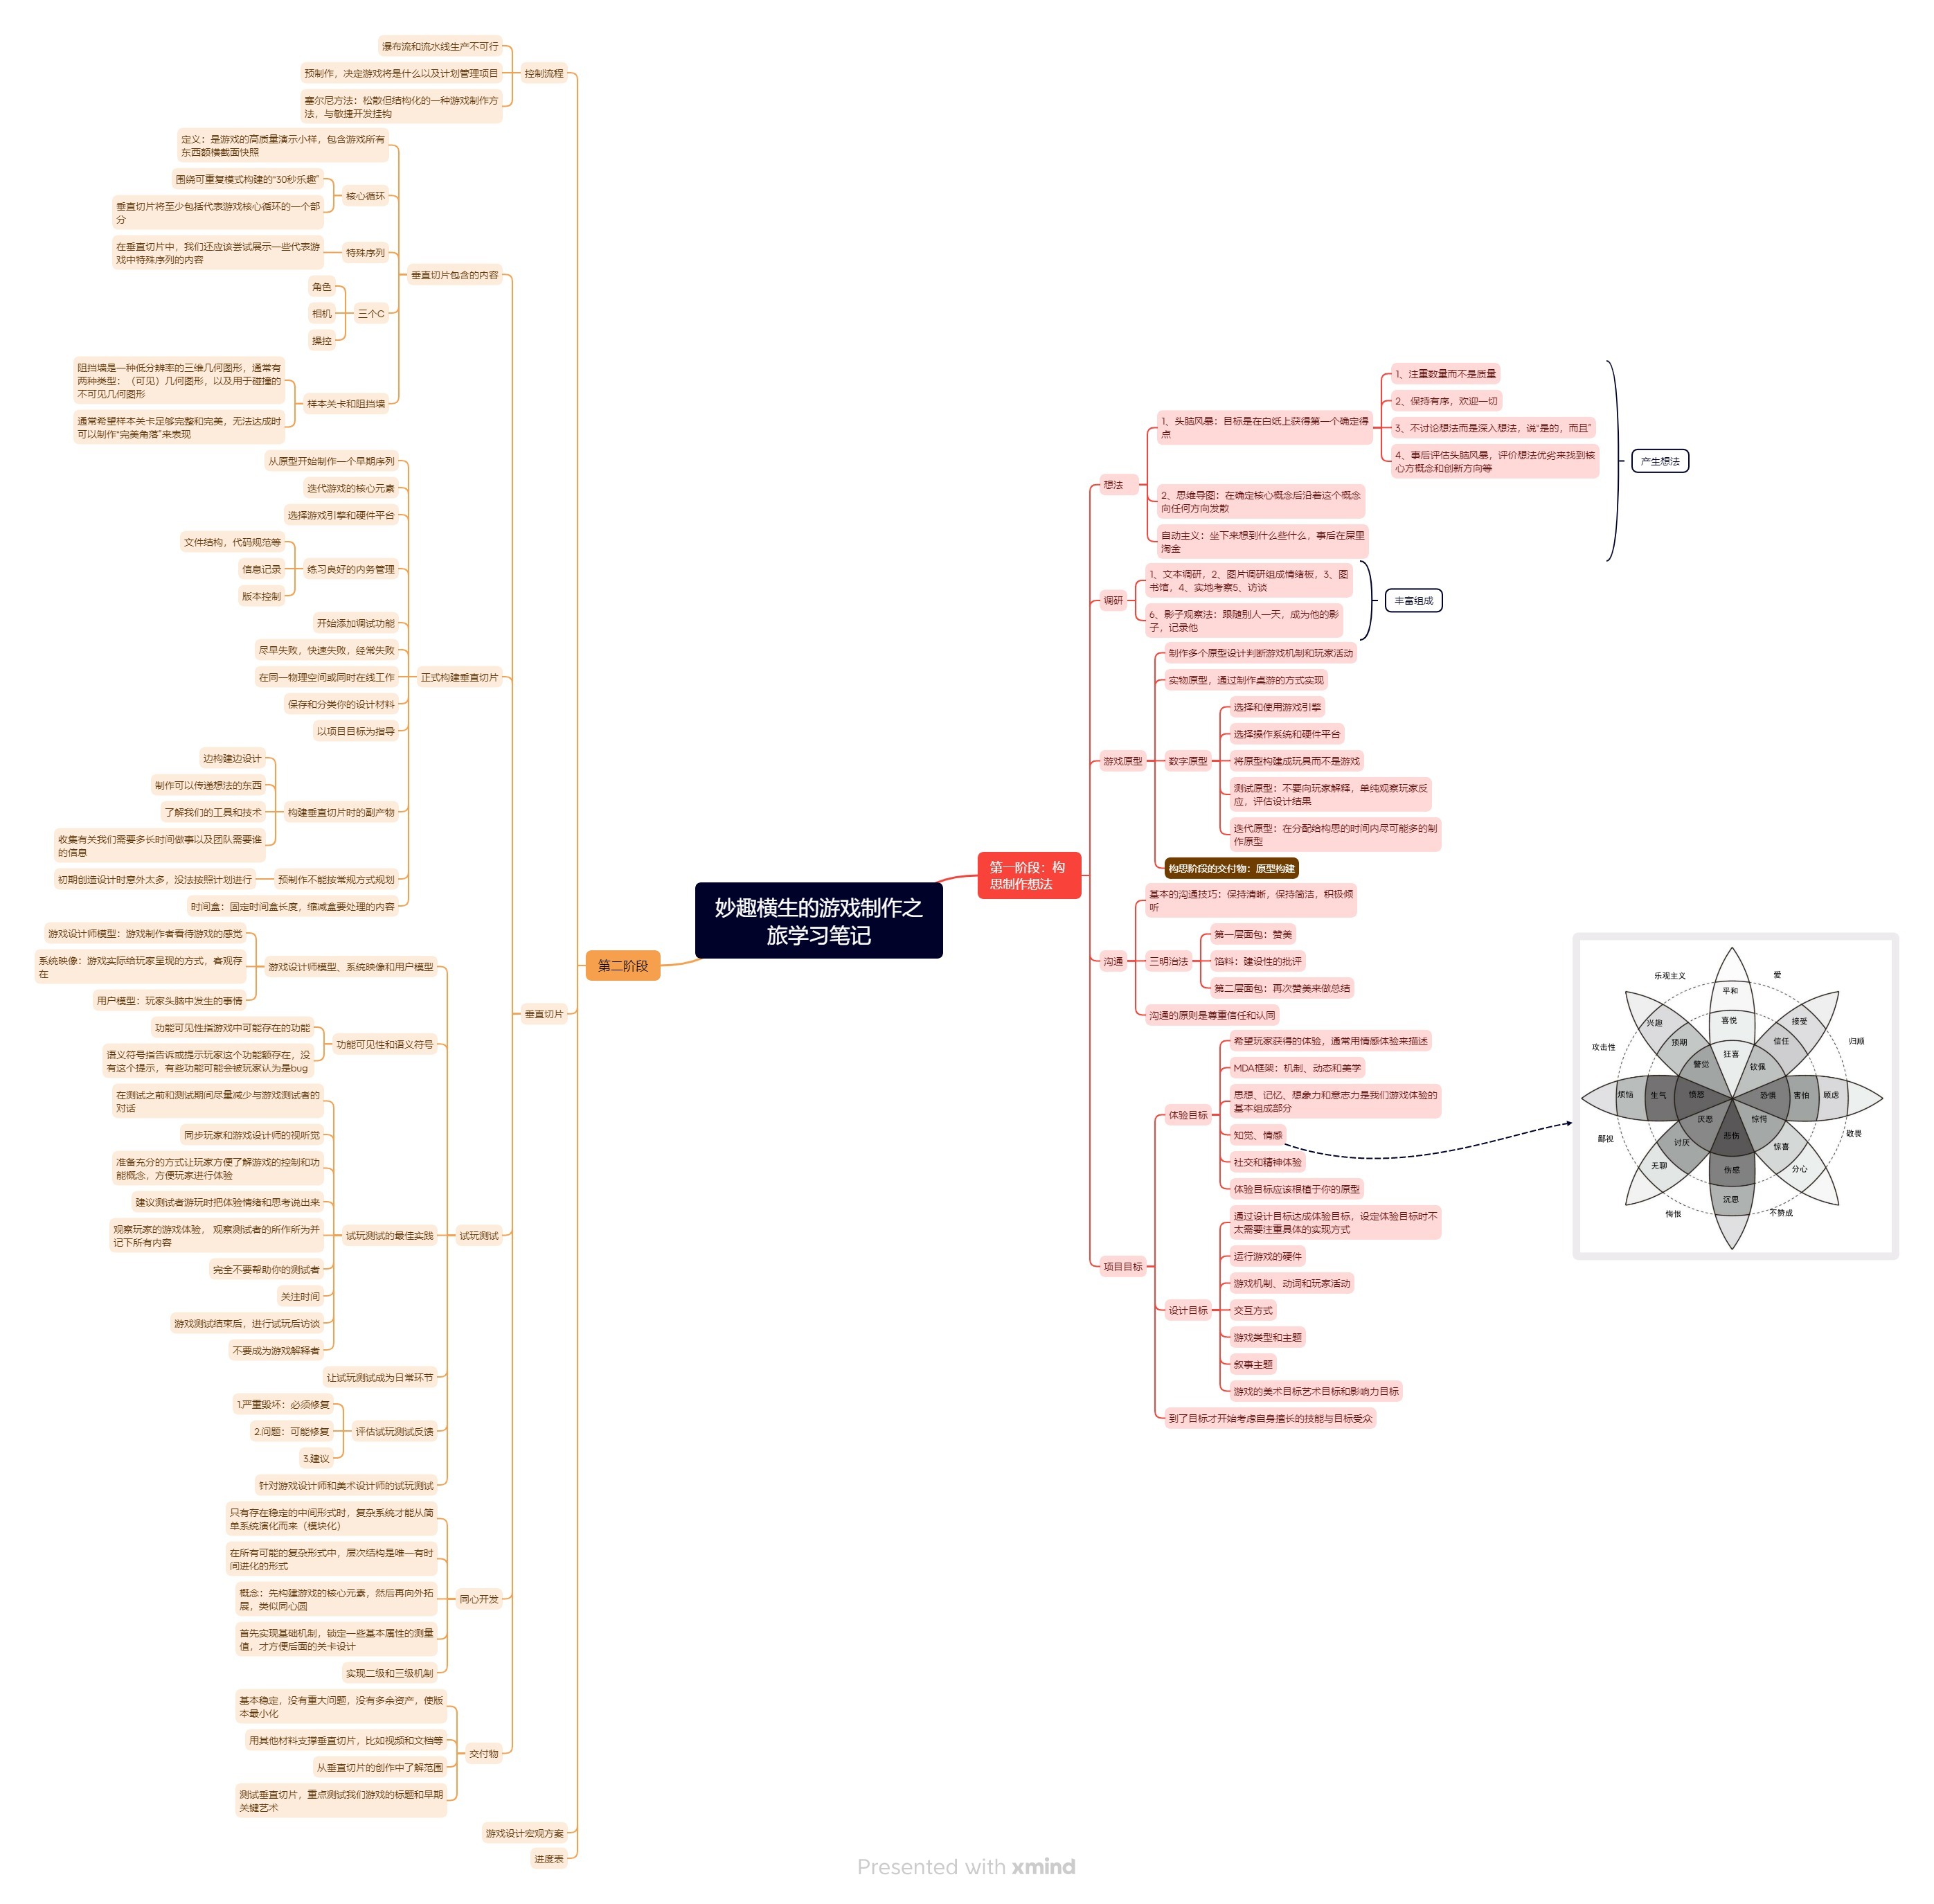 妙趣横生的游戏制作之
旅学习笔记
第一阶段：构
思制作想法
想法
1、头脑风暴：目标是在白纸上获得第一个确定得
点
1、注重数量而不是质量
2、保持有序，欢迎一切
3、不讨论想法而是深入想法，说“是的，而且”
4、事后评估头脑风暴，评价想法优劣来找到核
心方概念和创新方向等
2、思维导图：在确定核心概念后沿着这个概念
向任何方向发散
自动主义：坐下来想到什么些什么，事后在屎里
淘金
产生想法
调研
1、文本调研，2、图片调研组成情绪板，3、图
书馆，4、实地考察5、访谈
6、影子观察法：跟随别人一天，成为他的影
子，记录他
丰富组成
游戏原型
制作多个原型设计判断游戏机制和玩家活动
实物原型，通过制作桌游的方式实现
数字原型
选择和使用游戏引擎
选择操作系统和硬件平台
将原型构建成玩具而不是游戏
测试原型：不要向玩家解释，单纯观察玩家反
应，评估设计结果
迭代原型：在分配给构思的时间内尽可能多的制
作原型
构思阶段的交付物：原型构建
沟通
基本的沟通技巧：保持清晰，保持简洁，积极倾
听
三明治法
第一层面包：赞美
馅料：建设性的批评
第二层面包：再次赞美来做总结
沟通的原则是尊重信任和认同
项目目标
体验目标
希望玩家获得的体验，通常用情感体验来描述
MDA框架：机制、动态和美学
思想、记忆、想象力和意志力是我们游戏体验的
基本组成部分
知觉、情感
社交和精神体验
体验目标应该根植于你的原型
设计目标
通过设计目标达成体验目标，设定体验目标时不
太需要注重具体的实现方式
运行游戏的硬件
游戏机制、动词和玩家活动
交互方式
游戏类型和主题
叙事主题
游戏的美术目标艺术目标和影响力目标
到了目标才开始考虑自身擅长的技能与目标受众
乐观主义
爱
平和
兴趣
喜悦
接受
预期
信任
攻击性
归顺
狂喜
警觉
钦佩
烦恼
生气
愤怒
恐惧
害怕
顾虑
厌恶
惊愕
鄙视
悲伤
敬畏
讨厌
惊喜
无聊
伤感
分心
沉思
悔恨
不赞成
第二阶段
控制流程
瀑布流和流水线生产不可行
预制作，决定游戏将是什么以及计划管理项目
塞尔尼方法：松散但结构化的一种游戏制作方
法，与敏捷开发挂钩
垂直切片
垂直切片包含的内容
定义：是游戏的高质量演示小样，包含游戏所有
东西额横截面快照
核心循环
围绕可重复模式构建的“30秒乐趣”
垂直切片将至少包括代表游戏核心循环的一个部
分
特殊序列
在垂直切片中，我们还应该尝试展示一些代表游
戏中特殊序列的内容
三个C
角色
相机
操控
样本关卡和阻挡墙
阻挡墙是一种低分辨率的三维几何图形，通常有
两种类型：（可见）几何图形，以及用于碰撞的
不可见几何图形
通常希望样本关卡足够完整和完美，无法达成时
可以制作“完美角落”来表现
正式构建垂直切片
从原型开始制作一个早期序列
迭代游戏的核心元素
选择游戏引擎和硬件平台
练习良好的内务管理
文件结构，代码规范等
信息记录
版本控制
开始添加调试功能
尽早失败，快速失败，经常失败
在同一物理空间或同时在线工作
保存和分类你的设计材料
以项目目标为指导
构建垂直切片时的副产物
边构建边设计
制作可以传递想法的东西
了解我们的工具和技术
收集有关我们需要多长时间做事以及团队需要谁
的信息
预制作不能按常规方式规划
初期创造设计时意外太多，没法按照计划进行
时间盒：固定时间盒长度，缩减盒要处理的内容
试玩测试
游戏设计师模型、系统映像和用户模型
游戏设计师模型：游戏制作者看待游戏的感觉
系统映像：游戏实际给玩家呈现的方式，客观存
在
用户模型：玩家头脑中发生的事情
功能可见性和语义符号
功能可见性指游戏中可能存在的功能
语义符号指告诉或提示玩家这个功能额存在，没
有这个提示，有些功能可能会被玩家认为是bug
试玩测试的最佳实践
在测试之前和测试期间尽量减少与游戏测试者的
对话
同步玩家和游戏设计师的视听觉
准备充分的方式让玩家方便了解游戏的控制和功
能概念，方便玩家进行体验
建议测试者游玩时把体验情绪和思考说出来
观察玩家的游戏体验， 观察测试者的所作所为并
记下所有内容
完全不要帮助你的测试者
关注时间
游戏测试结束后，进行试玩后访谈
不要成为游戏解释者
让试玩测试成为日常环节
评估试玩测试反馈
1.严重毁坏：必须修复
2.问题：可能修复
3.建议
针对游戏设计师和美术设计师的试玩测试
同心开发
只有存在稳定的中间形式时，复杂系统才能从简
单系统演化而来（模块化）
在所有可能的复杂形式中，层次结构是唯一有时
间进化的形式
概念：先构建游戏的核心元素，然后再向外拓
展，类似同心圆
首先实现基础机制，锁定一些基本属性的测量
值，才方便后面的关卡设计
实现二级和三级机制
交付物
基本稳定，没有重大问题，没有多余资产，使版
本最小化
用其他材料支撑垂直切片，比如视频和文档等
从垂直切片的创作中了解范围
测试垂直切片，重点测试我们游戏的标题和早期
关键艺术
游戏设计宏观方案
进度表
Presented with xmind